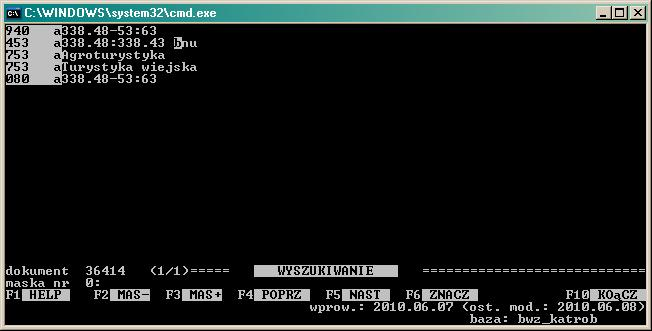 C:\WINDOWS\system32\cmd.exe
940 a338.48-53:63
453 a338.48:338.43 bnu
753 aAgroturystyka
753 aTurystyka wiejska
080 a338.48-53:63
dokument 36414 (1/1)===== WYSZUKIWANIE ============================
maska nr 0:
F1 HELP F2 MAS- F3 MAS+ F4 POPRZ F5 NAST F6 ZNACZ F10 KOąCZ
wprow.: 2010.06.07 (ost. mod.: 2010.06.08)
baza: bwz_katrob